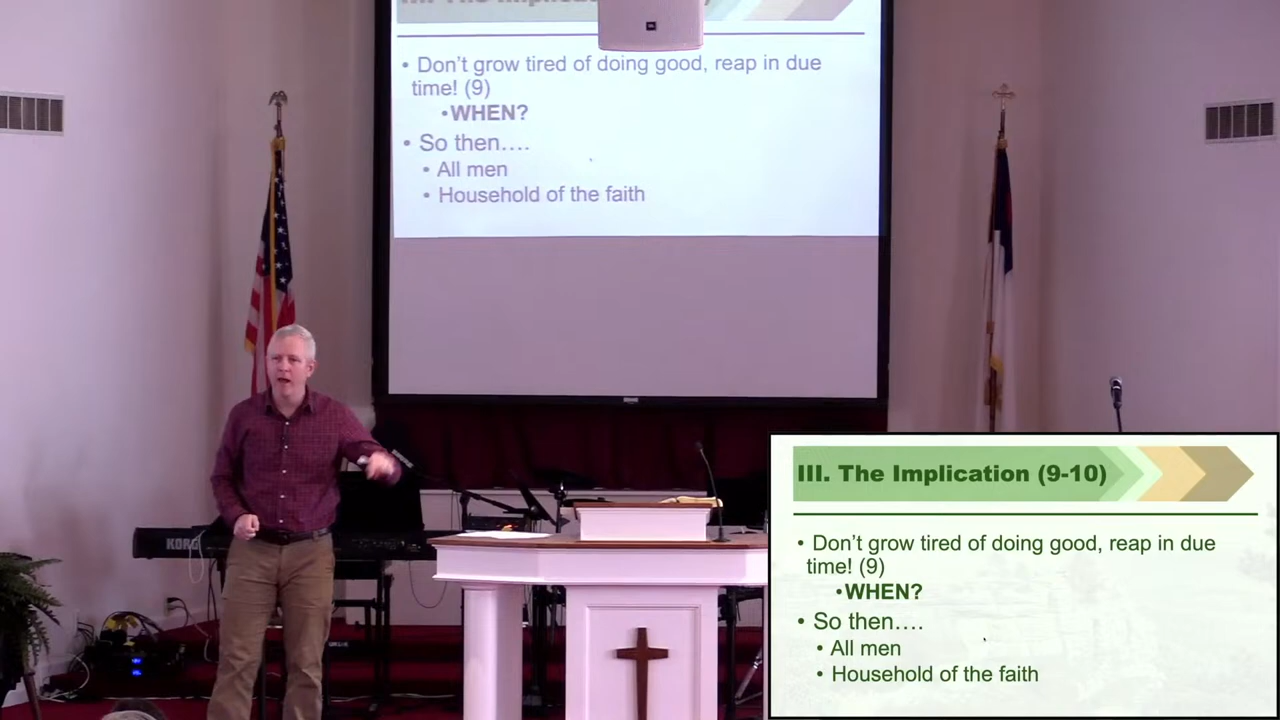 • Don't grow tired of doing good, reap in due
time! (9)
•WHEN?
• So then….
• All men
• Household of the faith
KORG
III. The Implication (9-10)
• Don't grow tired of doing good, reap in due
time! (9)
•WHEN?
• So then….
• All men
• Household of the faith